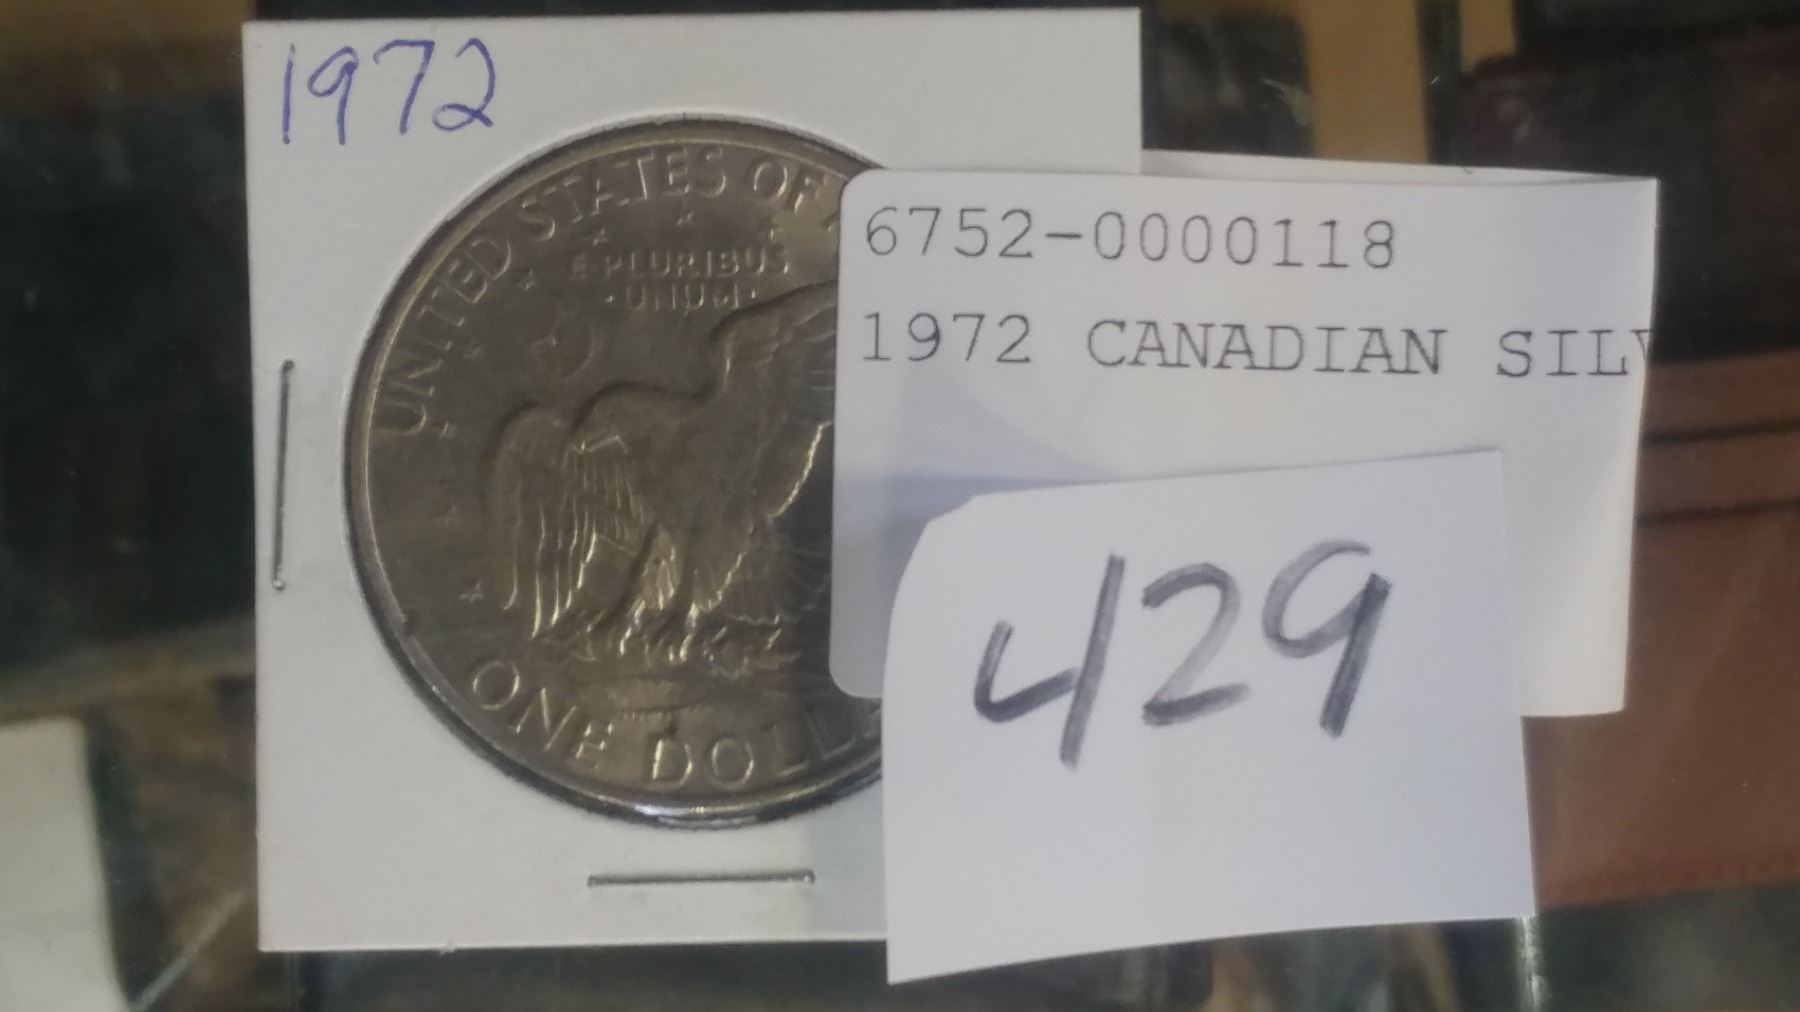 1972
UNITED STATES OF
E PLURIBUS
·UNUM·
ONE DOLL
6752-0000118
1972 CANADIAN SIL
429